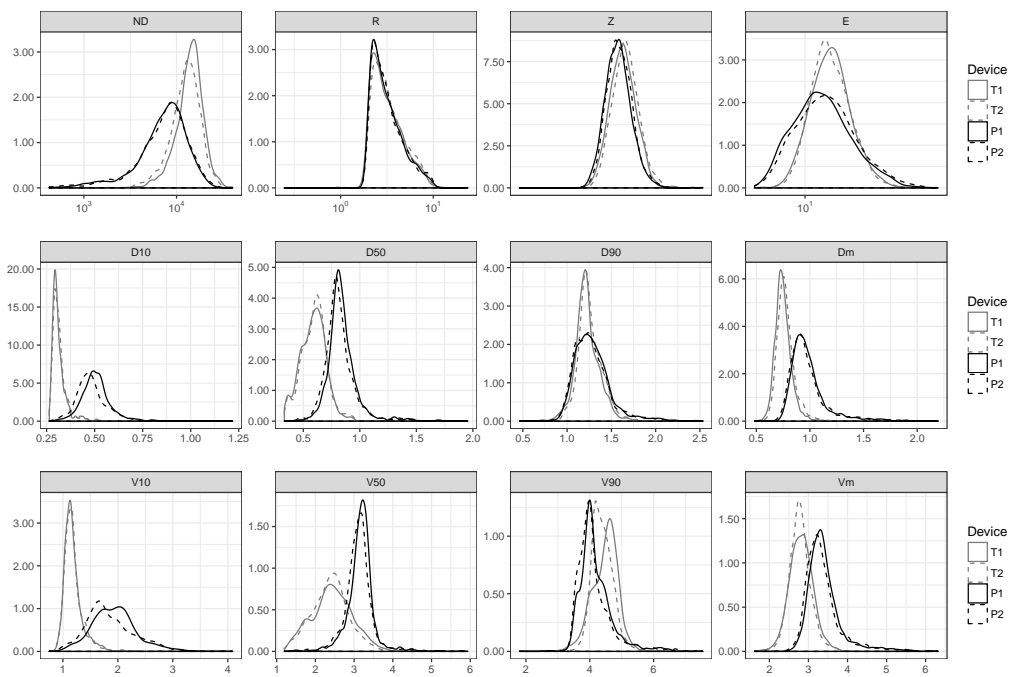 ND R Z E
3.00
2.00
1.00
0.00
10³ 10⁴
3.00
2.00
1.00
0.00
10⁰ 10¹
7.50
5.00
2.50
0.00
3.00
2.00
1.00
0.00
10¹
Device
T1
T2
P1
P2
D10 D50 D90 Dm
20.00
15.00
10.00
5.00
0.00
0.25 0.50 0.75 1.00 1.25
5.00
4.00
3.00
2.00
1.00
0.00
0.5 1.0 1.5 2.0
4.00
3.00
2.00
1.00
0.00
0.5 1.0 1.5 2.0 2.5
6.00
4.00
2.00
0.00
0.5 1.0 1.5 2.0
Device
T1
T2
P1
P2
V10 V50 V90 Vm
3.00
2.00
1.00
0.00
1 2 3 4
1.50
1.00
0.50
0.00
1 2 3 4 5 6
1.00
0.50
0.00
2 4 6
1.50
1.00
0.50
0.00
2 3 4 5 6
Device
T1
T2
P1
P2